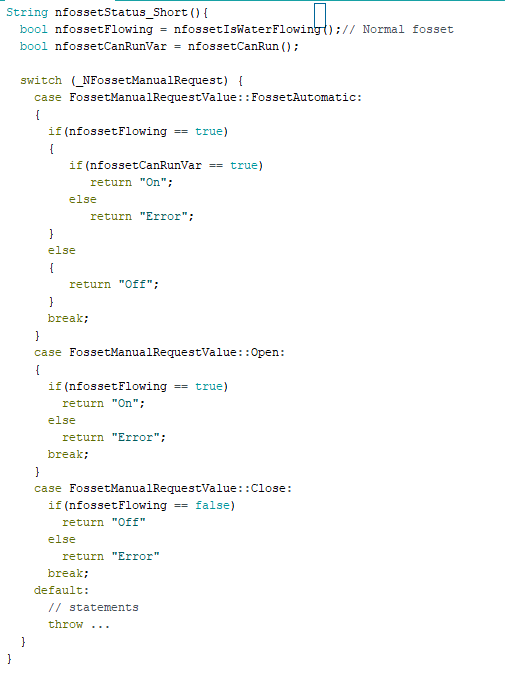 String nfossetStatus_Short(){
  bool nfossetFlowing = nfossetIsWaterFlowing();// Normal fosset
  bool nfossetCanRunVar = nfossetCanRun();

  switch (_NFossetManualRequest) {
    case FossetManualRequestValue::FossetAutomatic:
    {
      if(nfossetFlowing == true)
      {
         if(nfossetCanRunVar == true)
            return "On";
         else
            return "Error";
      }
      else
      {
         return "Off";
      }
      break;
    }
    case FossetManualRequestValue::Open:
    {
      if(nfossetFlowing == true)
        return "On";
      else
        return "Error";
      break;
    }
    case FossetManualRequestValue::Close:
      if(nfossetFlowing == false)
        return "Off"
      else
        return "Error"
      break;
    default:
      // statements
      throw ...
  }
}